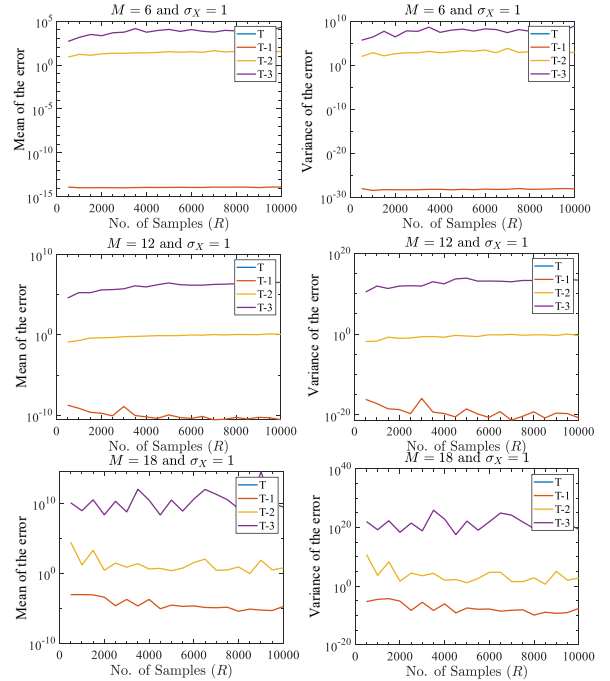 M = 6 and σ_X = 1
10^5
10^0
10^-5
10^-10
10^-15
Mean of the error
T
T-1
T-2
T-3
0 2000 4000 6000 8000 10000
No. of Samples (R)
M = 6 and σ_X = 1
10^10
10^0
10^-10
10^-20
10^-30
Variance of the error
T
T-1
T-2
T-3
0 2000 4000 6000 8000 10000
No. of Samples (R)
M = 12 and σ_X = 1
10^10
10^0
10^-10
Mean of the error
T
T-1
T-2
T-3
0 2000 4000 6000 8000 10000
No. of Samples (R)
M = 12 and σ_X = 1
10^20
10^0
10^-20
Variance of the error
T
T-1
T-2
T-3
0 2000 4000 6000 8000 10000
No. of Samples (R)
M = 18 and σ_X = 1
10^10
10^0
10^-10
Mean of the error
T
T-1
T-2
T-3
0 2000 4000 6000 8000 10000
No. of Samples (R)
M = 18 and σ_X = 1
10^40
10^20
10^0
10^-20
Variance of the error
T
T-1
T-2
T-3
0 2000 4000 6000 8000 10000
No. of Samples (R)